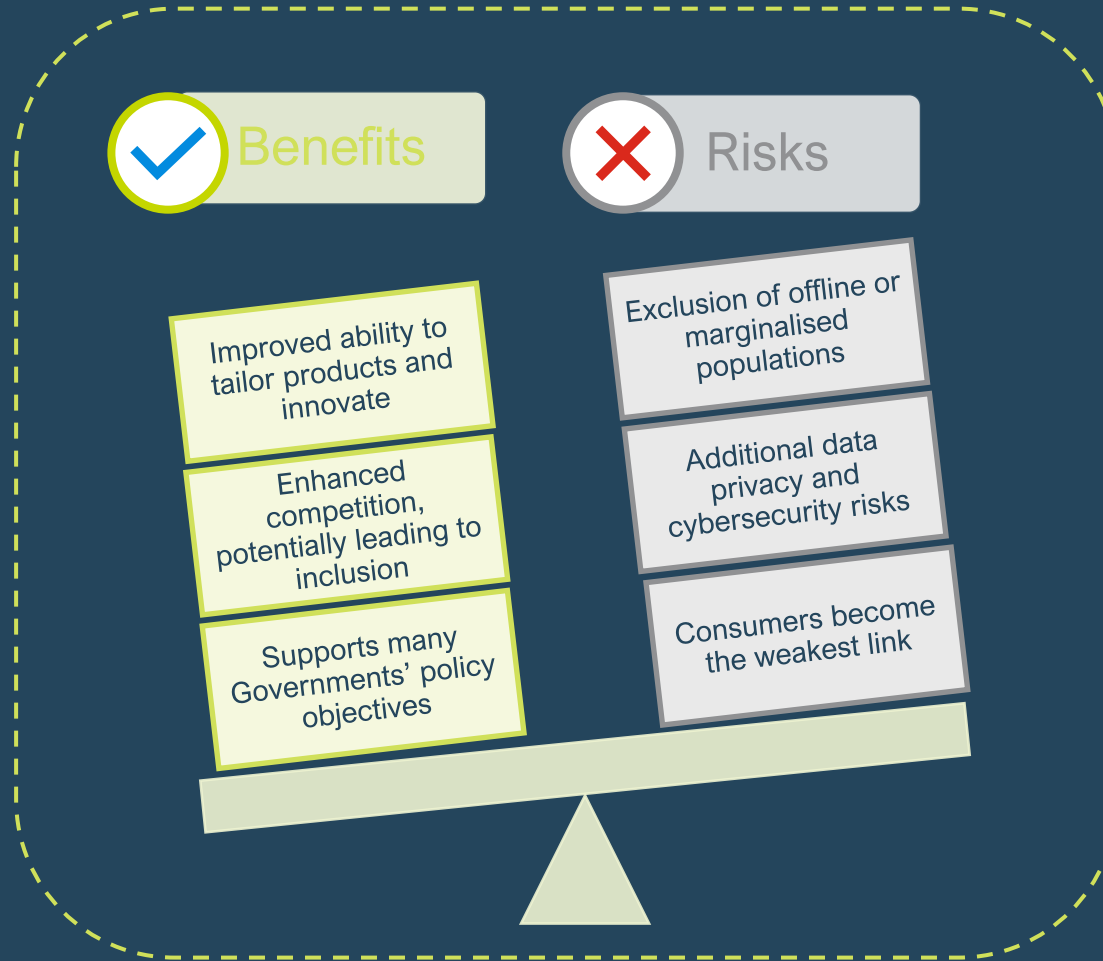 Benefits
Improved ability to
tailor products and
innovate
Enhanced
competition,
potentially leading to
inclusion
Supports many
Governments’ policy
objectives
Risks
Exclusion of offline or
marginalised
populations
Additional data
privacy and
cybersecurity risks
Consumers become
the weakest link